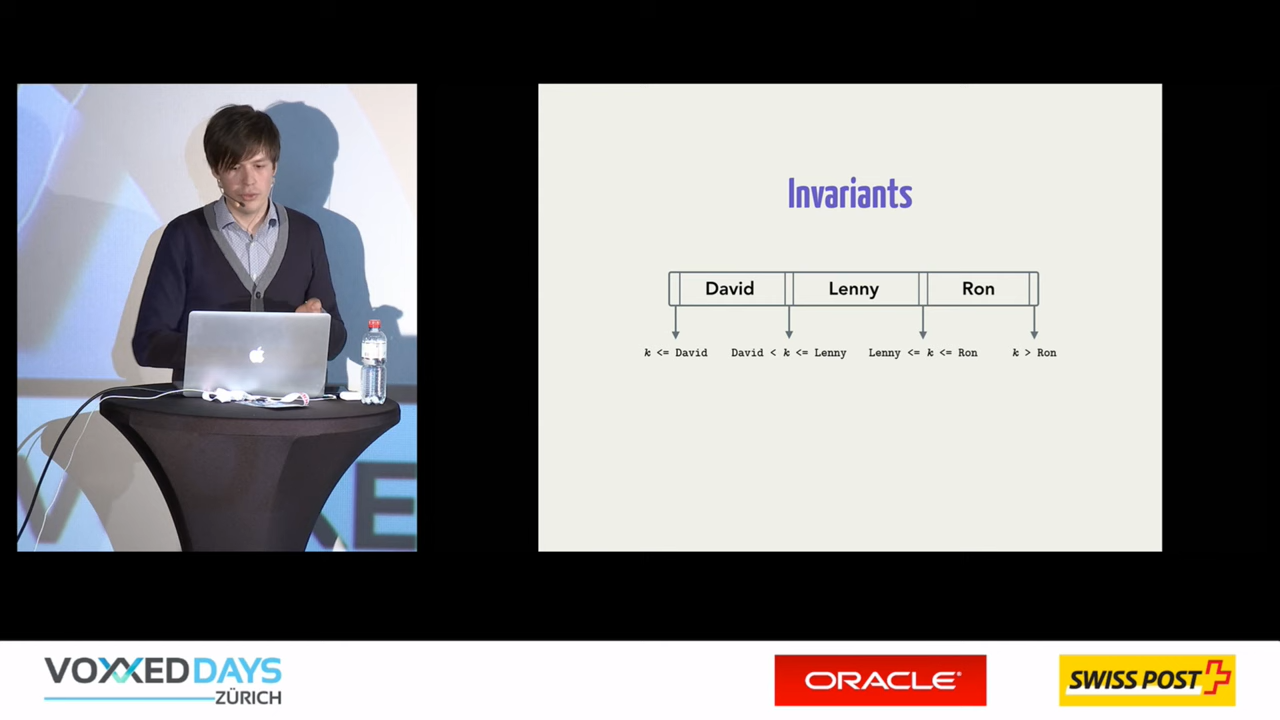 Invariants
David Lenny Ron
k <= David David < k <= Lenny Lenny <= k <= Ron k > Ron
VOXXED DAYS
ZÜRICH
ORACLE®
SWISS POST